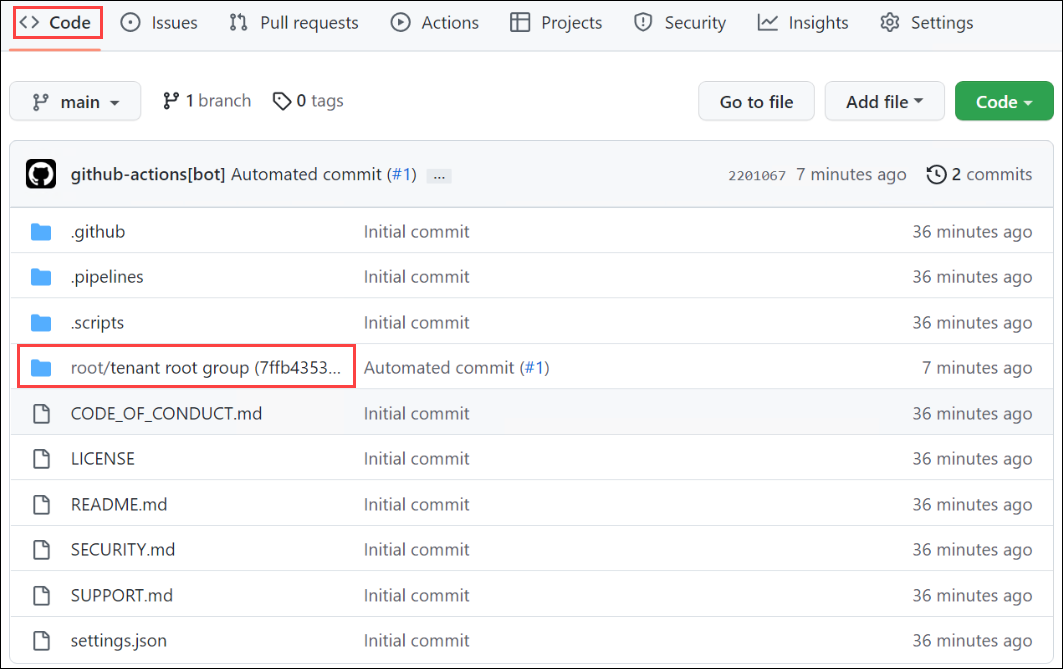 Code Issues Pull requests Actions Projects Security Insights Settings
main 1 branch 0 tags Go to file Add file Code
github-actions[bot] Automated commit (#1) ... 2201067 7 minutes ago 2 commits
.github Initial commit 36 minutes ago
.pipelines Initial commit 36 minutes ago
.scripts Initial commit 36 minutes ago
root/tenant root group (7ffb4353... Automated commit (#1) 7 minutes ago
CODE_OF_CONDUCT.md Initial commit 36 minutes ago
LICENSE Initial commit 36 minutes ago
README.md Initial commit 36 minutes ago
SECURITY.md Initial commit 36 minutes ago
SUPPORT.md Initial commit 36 minutes ago
settings.json Initial commit 36 minutes ago